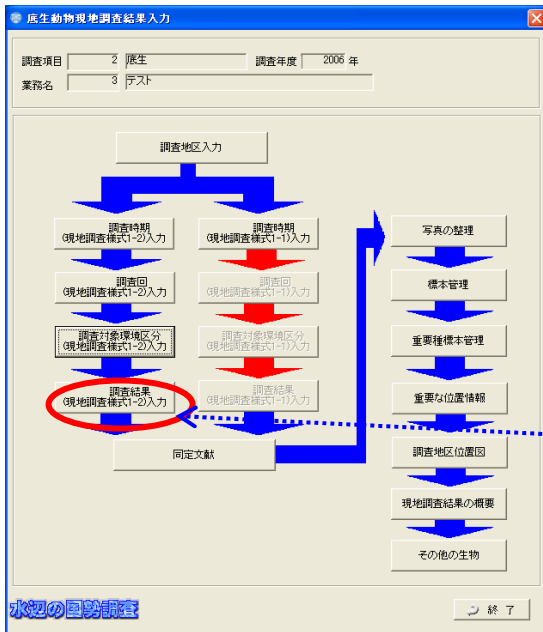 底生動物現地調査結果入力
調査項目 2 底生 調査年度 2006 年
業務名 3 テスト
調査地区入力
調査時期
(現地調査様式1-2)入力
調査時期
(現地調査様式1-1)入力
写真の整理
調査回
(現地調査様式1-2)入力
調査回
(現地調査様式1-1)入力
標本管理
調査対象環境区分
(現地調査様式1-2)入力
調査対象環境区分
(現地調査様式1-1)入力
重要種標本管理
調査結果
(現地調査様式1-2)入力
調査結果
(現地調査様式1-1)入力
重要な位置情報
同定文献
調査地区位置図
現地調査結果の概要
その他の生物
水辺の国勢調査
終 了